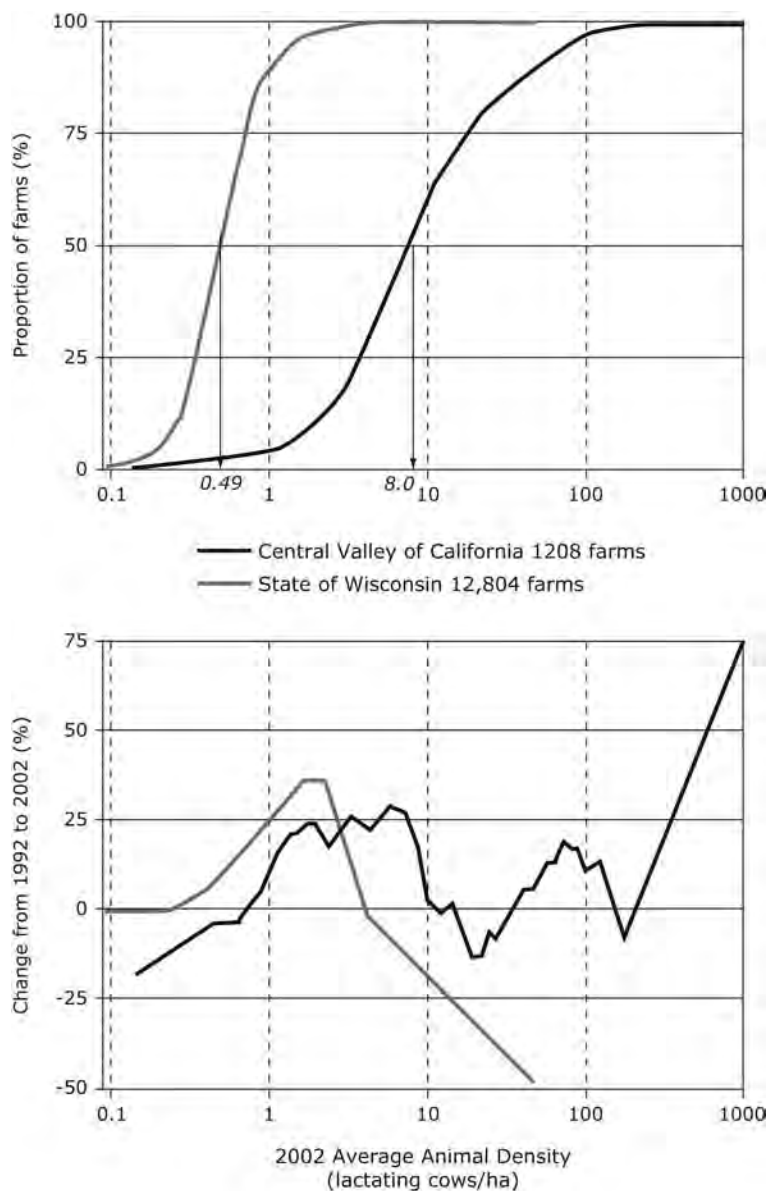 100
75
50
25
0
Proportion of farms (%)
0.49
8.0
0.1 1 10 100 1000
Central Valley of California 1208 farms
State of Wisconsin 12,804 farms
75
50
25
0
-25
-50
Change from 1992 to 2002 (%)
0.1 1 10 100 1000
2002 Average Animal Density
(lactating cows/ha)